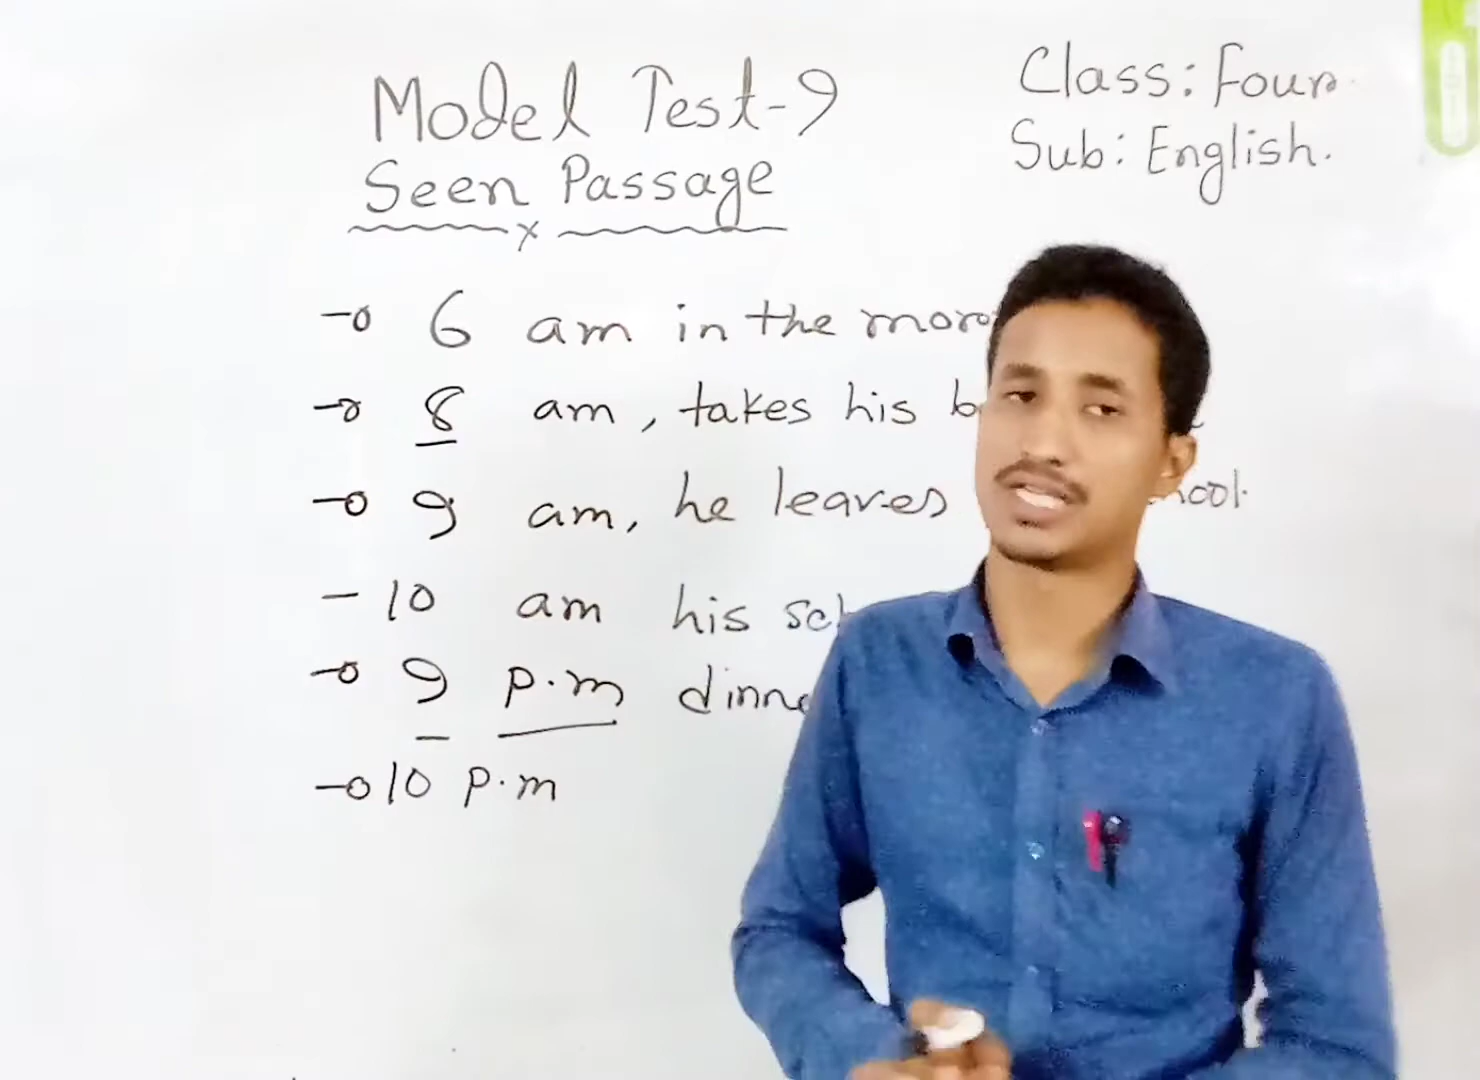 Model Test-9
Seen Passage
Class: Four
Sub: English.
6 am in the
8 am, takes his
9 am, he leaves
- 10 am his
9 p.m
10 p.m